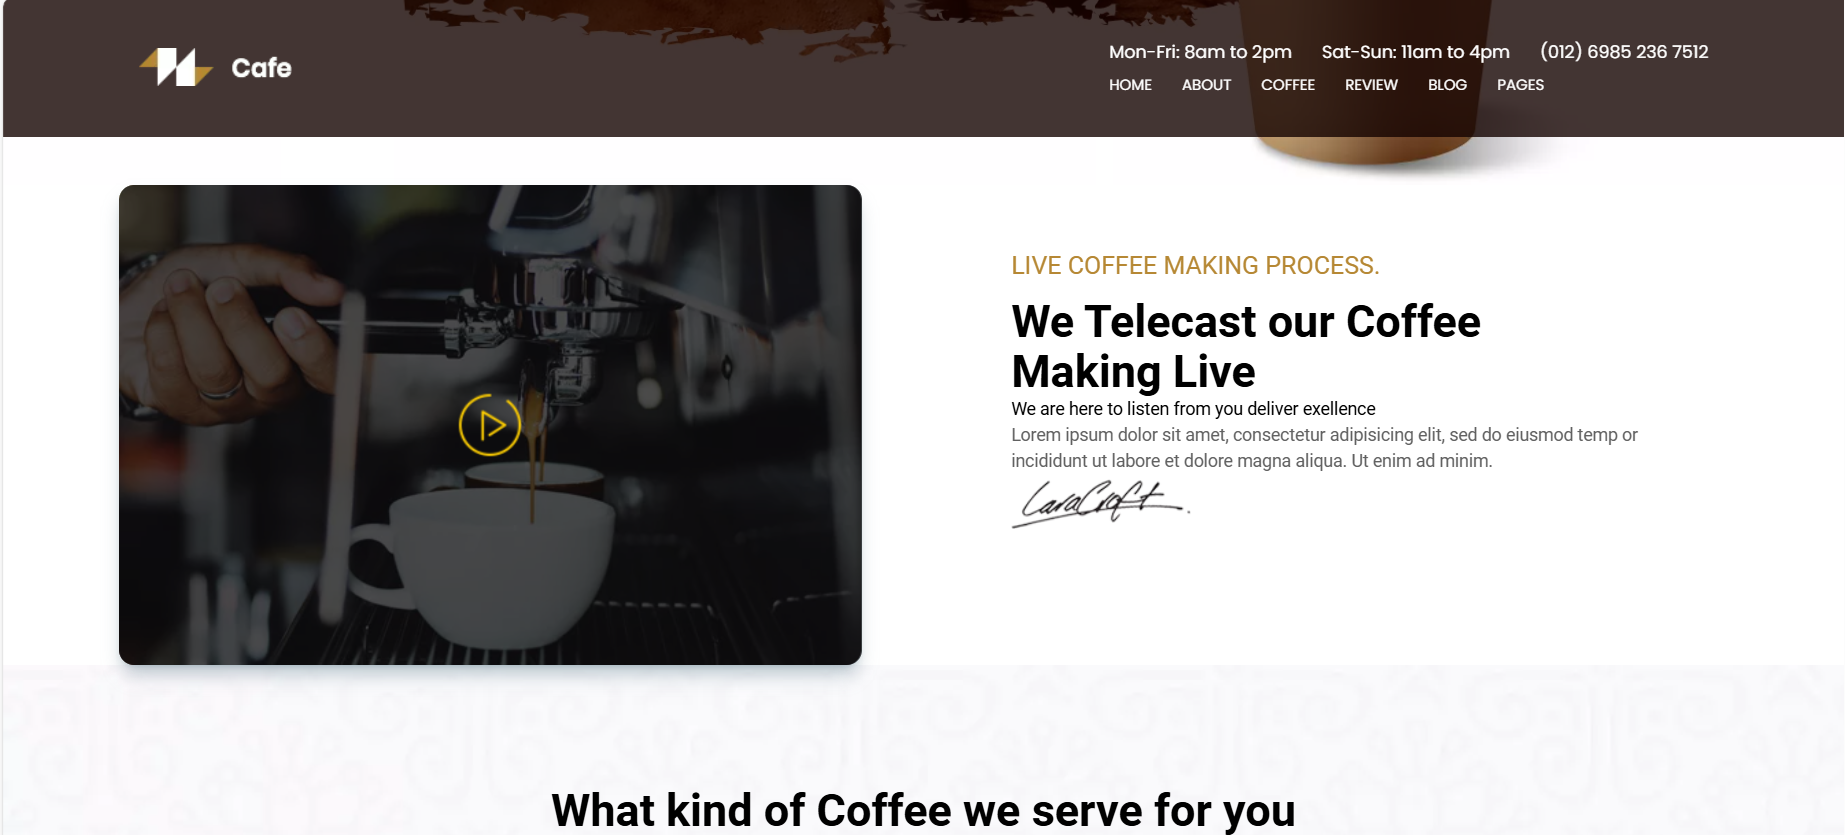 Cafe
Mon-Fri: 8am to 2pm Sat-Sun: 11am to 4pm (012) 6985 236 7512
HOME ABOUT COFFEE REVIEW BLOG PAGES
LIVE COFFEE MAKING PROCESS.
We Telecast our Coffee
Making Live
We are here to listen from you deliver exellence
Lorem ipsum dolor sit amet, consectetur adipisicing elit, sed do eiusmod temp or
incididunt ut labore et dolore magna aliqua. Ut enim ad minim.
LaraCroft
What kind of Coffee we serve for you